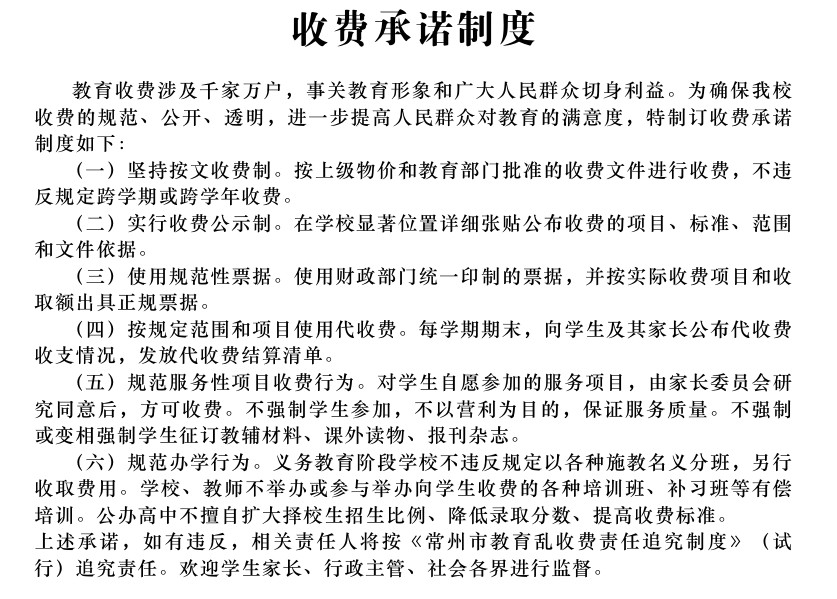 收费承诺制度
教育收费涉及千家万户，事关教育形象和广大人民群众切身利益。为确保我校
收费的规范、公开、透明，进一步提高人民群众对教育的满意度，特制订收费承诺
制度如下：
（一）坚持按文收费制。按上级物价和教育部门批准的收费文件进行收费，不违
反规定跨学期或跨学年收费。
（二）实行收费公示制。在学校显著位置详细张贴公布收费的项目、标准、范围
和文件依据。
（三）使用规范性票据。使用财政部门统一印制的票据，并按实际收费项目和收
取额出具正规票据。
（四）按规定范围和项目使用代收费。每学期期末，向学生及其家长公布代收费
收支情况，发放代收费结算清单。
（五）规范服务性项目收费行为。对学生自愿参加的服务项目，由家长委员会研
究同意后，方可收费。不强制学生参加，不以营利为目的，保证服务质量。不强制
或变相强制学生征订教辅材料、课外读物、报刊杂志。
（六）规范办学行为。义务教育阶段学校不违反规定以各种施教名义分班，另行
收取费用。学校、教师不举办或参与举办向学生收费的各种培训班、补习班等有偿
培训。公办高中不擅自扩大择校生招生比例、降低录取分数、提高收费标准。
上述承诺，如有违反，相关责任人将按《常州市教育乱收费责任追究制度》（试
行）追究责任。欢迎学生家长、行政主管、社会各界进行监督。